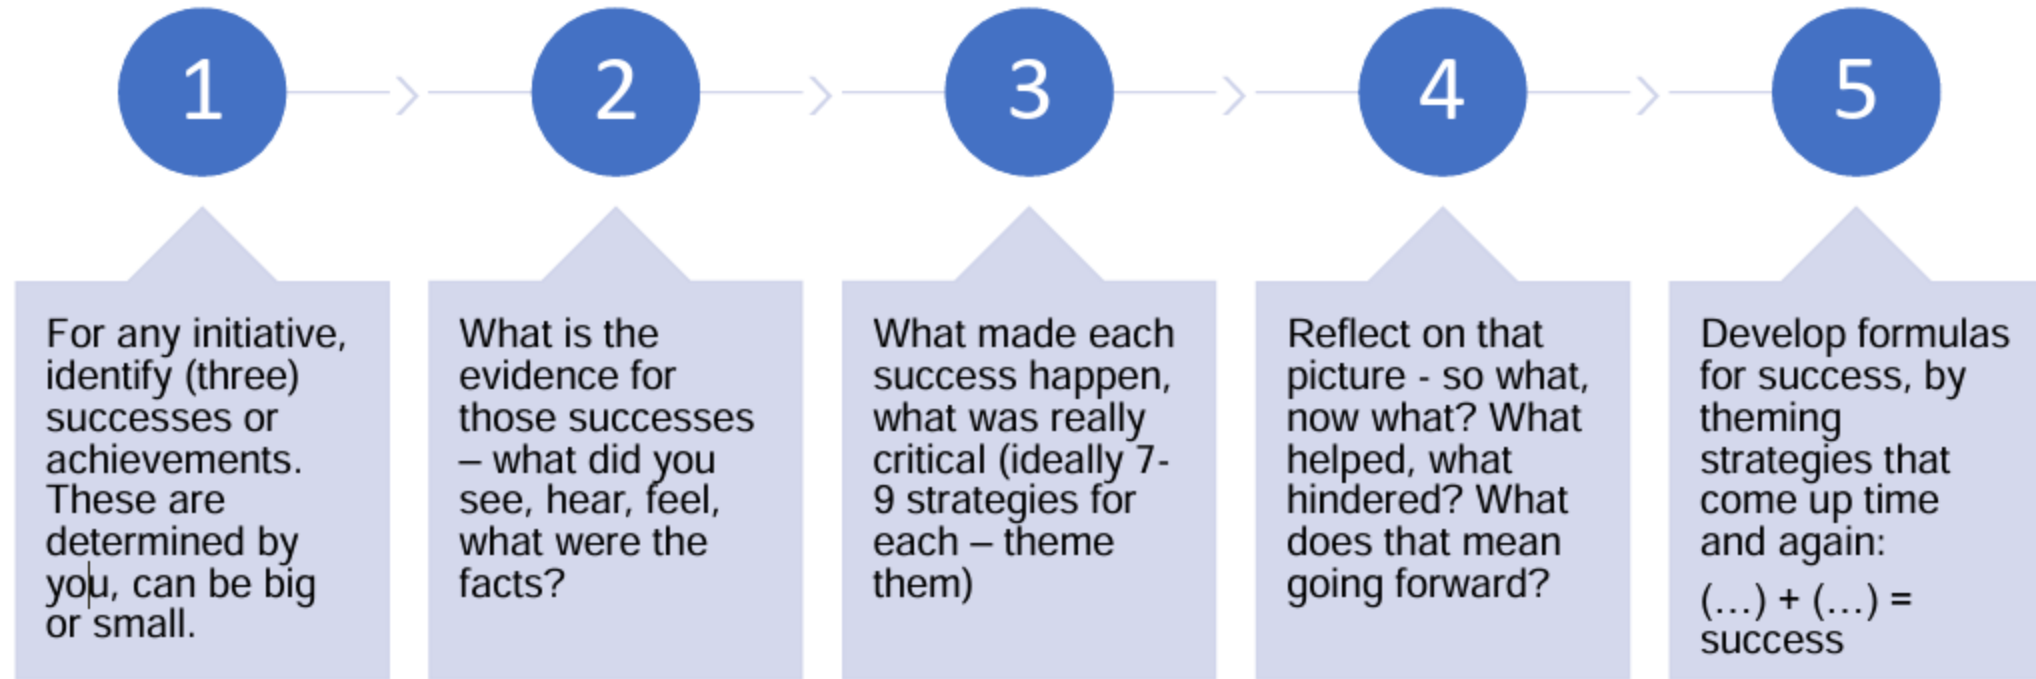 1
2
3
4
5
For any initiative,
identify (three)
successes or
achievements.
These are
determined by
you, can be big
or small.
What is the
evidence for
those successes
– what did you
see, hear, feel,
what were the
facts?
What made each
success happen,
what was really
critical (ideally 7-
9 strategies for
each – theme
them)
Reflect on that
picture - so what,
now what? What
helped, what
hindered? What
does that mean
going forward?
Develop formulas
for success, by
theming
strategies that
come up time
and again:
(…) + (…) =
success